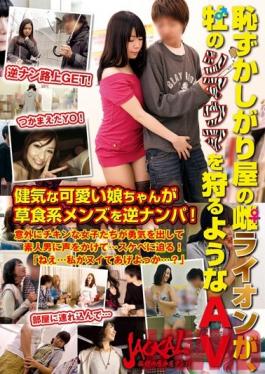 恥ずかしがり屋の雌ライオンが
牡のシマウマを狩るようなAV
逆ナン路上GET!
つかまえたYO!
健気な可愛い娘ちゃんが
草食系メンズを逆ナンパ!
意外にチキンな女子たちが勇気を出して
素人男に声をかけて…スケベに迫る!
「ねえ…私がヌイてあげよっか…?」
部屋に連れ込んで…
JACKAL